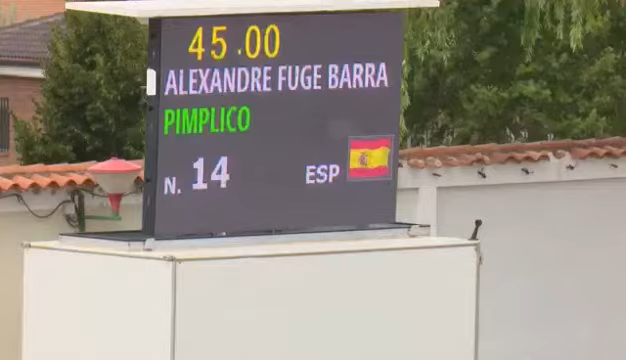 45.00
ALEXANDRE FUGE BARRA
PIMPLICO
N. 14
ESP